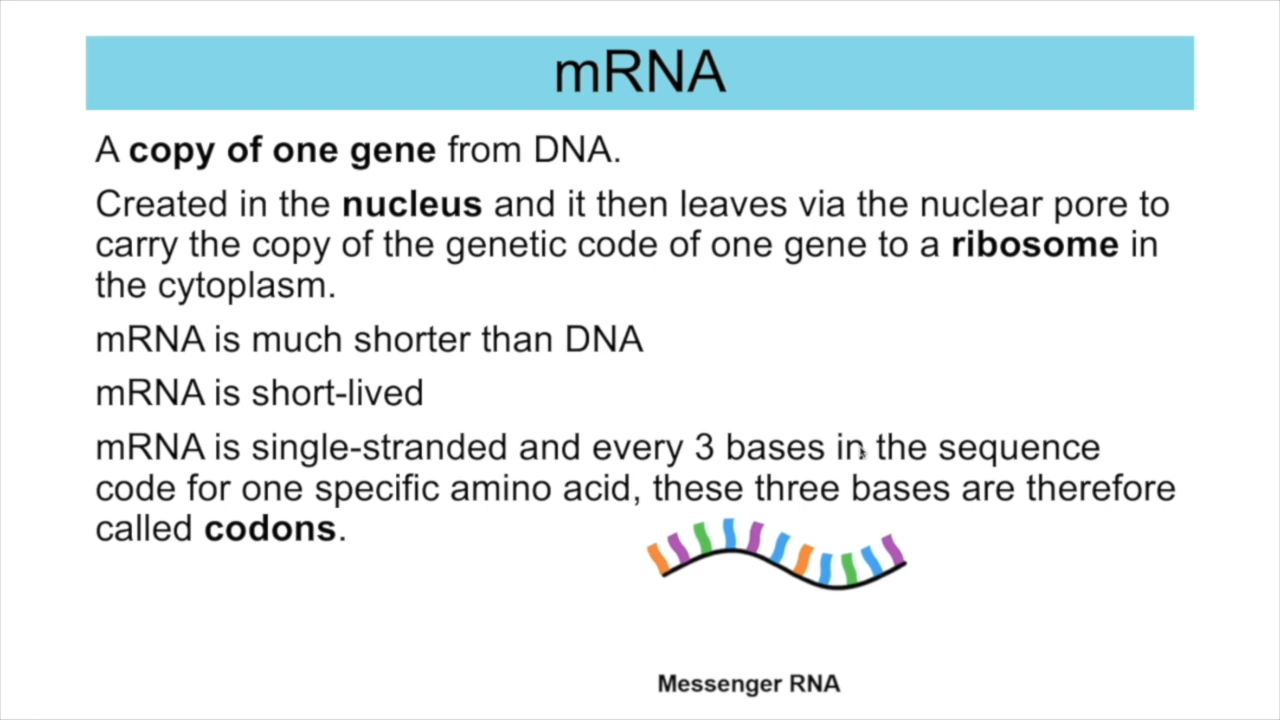 mRNA
A copy of one gene from DNA.
Created in the nucleus and it then leaves via the nuclear pore to
carry the copy of the genetic code of one gene to a ribosome in
the cytoplasm.
mRNA is much shorter than DNA
mRNA is short-lived
mRNA is single-stranded and every 3 bases in the sequence
code for one specific amino acid, these three bases are therefore
called codons.
Messenger RNA